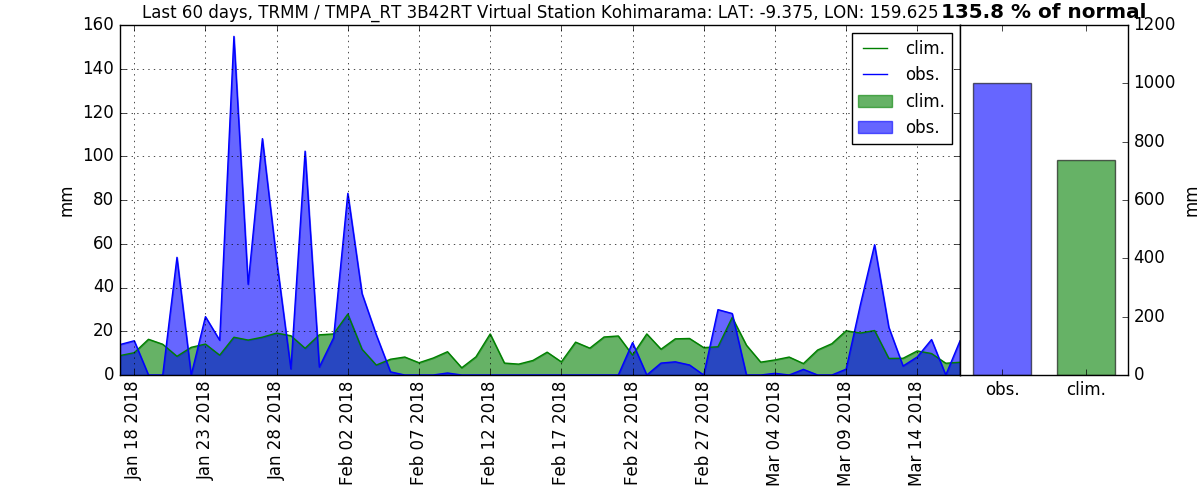 Last 60 days, TRMM / TMPA_RT 3B42RT Virtual Station Kohimarama: LAT: -9.375, LON: 159.625 135.8 % of normal
160
140
120
100
80
60
40
20
0
mm
clim.
obs.
clim.
obs.
Jan 18 2018
Jan 23 2018
Jan 28 2018
Feb 02 2018
Feb 07 2018
Feb 12 2018
Feb 17 2018
Feb 22 2018
Feb 27 2018
Mar 04 2018
Mar 09 2018
Mar 14 2018
1200
1000
800
600
400
200
0
mm
obs.
clim.